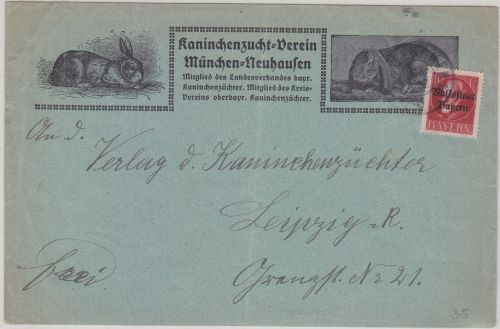 Kaninchenzucht-Verein
München-Neuhausen
Mitglied des Landesverbandes bayr.
Kaninchenzüchter. Mitglied des Kreis-
Vereins oberbayr. Kaninchenzüchter.
Volksstaat
Bayern
BAYERN
An d.
Verlag d. Kaninchenzüchter
Leipzig-R.
frei.
Grenzst. No 21.
35